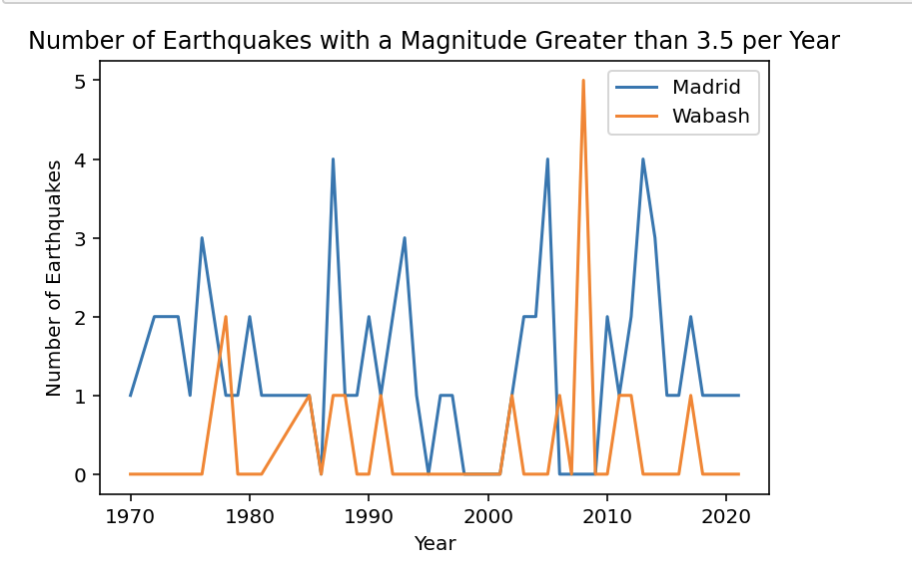 Number of Earthquakes with a Magnitude Greater than 3.5 per Year
Madrid
Wabash
Number of Earthquakes
5
4
3
2
1
0
1970 1980 1990 2000 2010 2020
Year